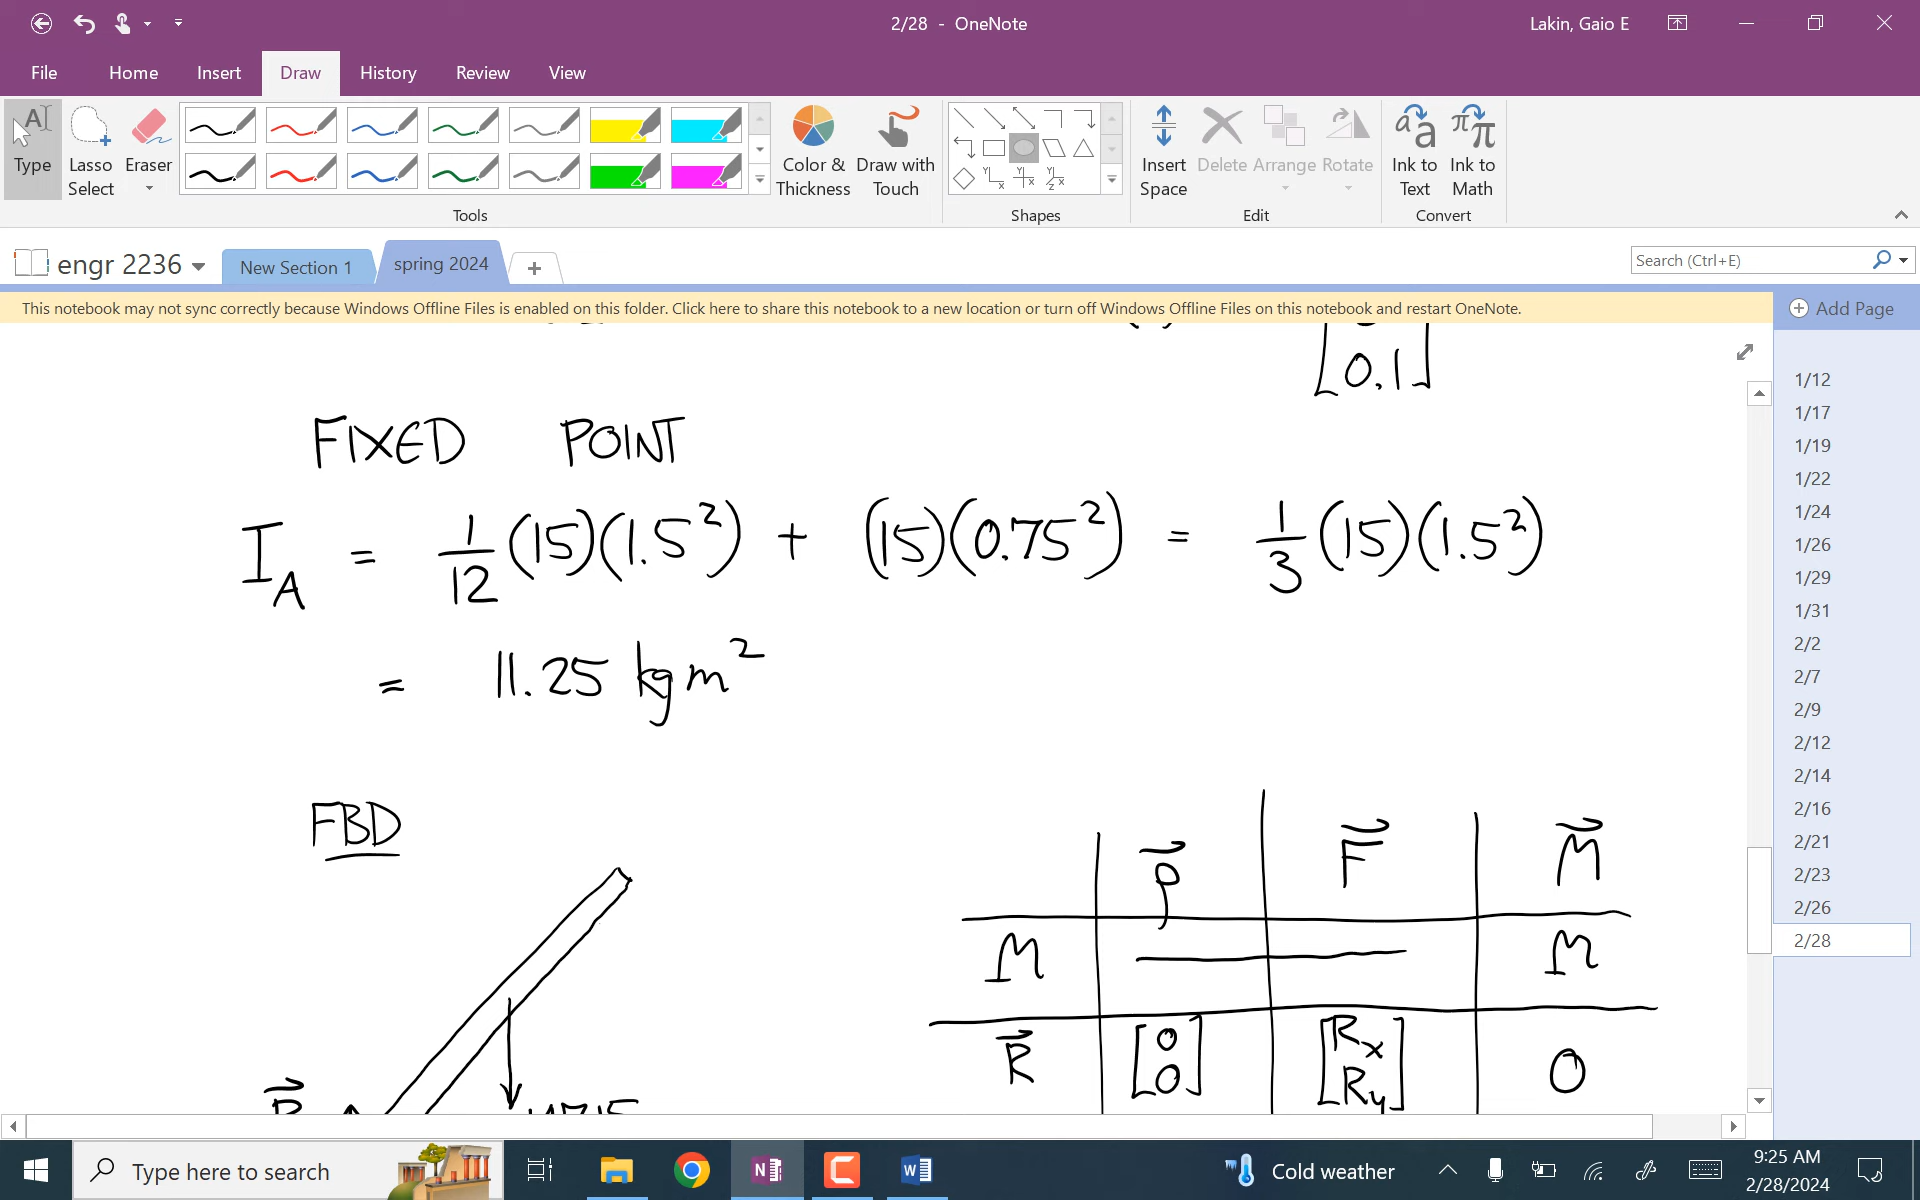 2/28 - OneNote
Lakin, Gaio E
File Home Insert Draw History Review View
Type
Lasso Select
Eraser
Color & Thickness
Draw with Touch
Insert Space
Delete
Arrange
Rotate
Ink to Text
Ink to Math
Tools
Shapes
Edit
Convert
engr 2236
New Section 1
spring 2024
Search (Ctrl+E)
This notebook may not sync correctly because Windows Offline Files is enabled on this folder. Click here to share this notebook to a new location or turn off Windows Offline Files on this notebook and restart OneNote.
Add Page
1/12
1/17
1/19
1/22
1/24
1/26
1/29
1/31
2/2
2/7
2/9
2/12
2/14
2/16
2/21
2/23
2/26
2/28
0.1]
FIXED POINT
I_A = 1/12 (15)(1.5²) + (15)(0.75²) = 1/3 (15)(1.5²)
= 11.25 kg m²
FBD
p⃗ F⃗ M⃗
M — M
R⃗ [0 0] [Rx Ry] 0
Type here to search
Cold weather
9:25 AM
2/28/2024